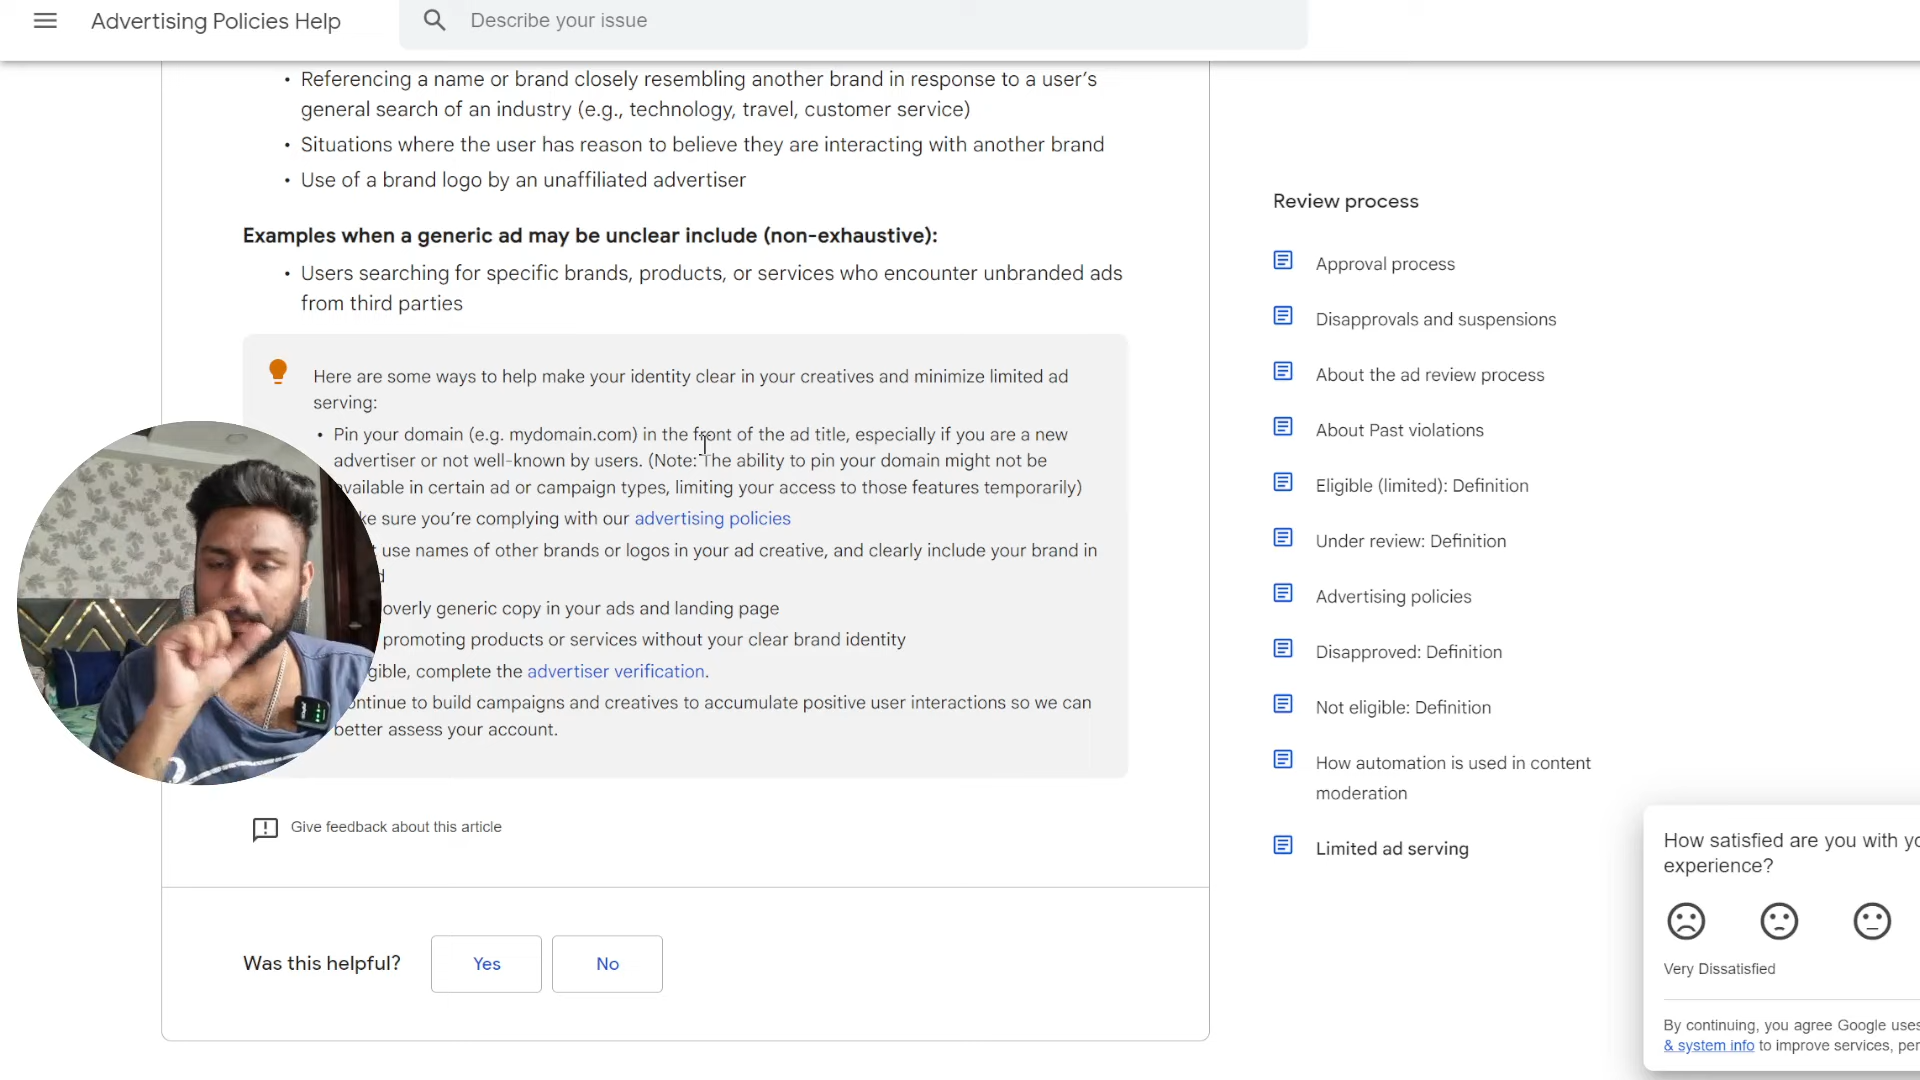 Advertising Policies Help
Describe your issue
• Referencing a name or brand closely resembling another brand in response to a user's
general search of an industry (e.g., technology, travel, customer service)
• Situations where the user has reason to believe they are interacting with another brand
• Use of a brand logo by an unaffiliated advertiser
Examples when a generic ad may be unclear include (non-exhaustive):
• Users searching for specific brands, products, or services who encounter unbranded ads
from third parties
Here are some ways to help make your identity clear in your creatives and minimize limited ad
serving:
• Pin your domain (e.g. mydomain.com) in the front of the ad title, especially if you are a new
advertiser or not well-known by users. (Note: The ability to pin your domain might not be
available in certain ad or campaign types, limiting your access to those features temporarily)
sure you're complying with our advertising policies
use names of other brands or logos in your ad creative, and clearly include your brand in
overly generic copy in your ads and landing page
promoting products or services without your clear brand identity
complete the advertiser verification.
continue to build campaigns and creatives to accumulate positive user interactions so we can
better assess your account.
Give feedback about this article
Was this helpful?
Yes
No
Review process
Approval process
Disapprovals and suspensions
About the ad review process
About Past violations
Eligible (limited): Definition
Under review: Definition
Advertising policies
Disapproved: Definition
Not eligible: Definition
How automation is used in content
moderation
Limited ad serving
How satisfied are you with
experience?
Very Dissatisfied
By continuing, you agree Google uses
& system info to improve services,